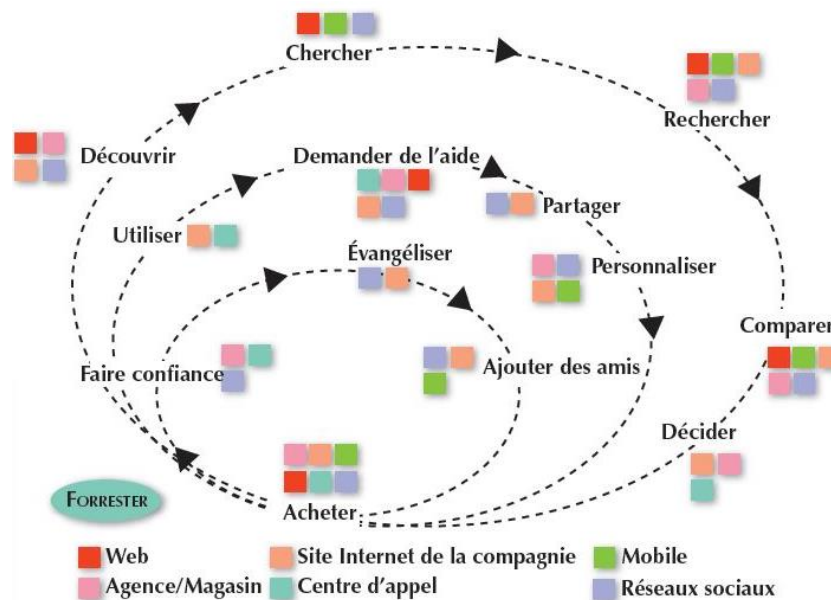 Chercher
Rechercher
Découvrir
Demander de l'aide
Partager
Utiliser
Évangéliser
Personnaliser
Comparer
Faire confiance
Ajouter des amis
Décider
FORRESTER
Acheter
Web
Site Internet de la compagnie
Mobile
Agence/Magasin
Centre d'appel
Réseaux sociaux